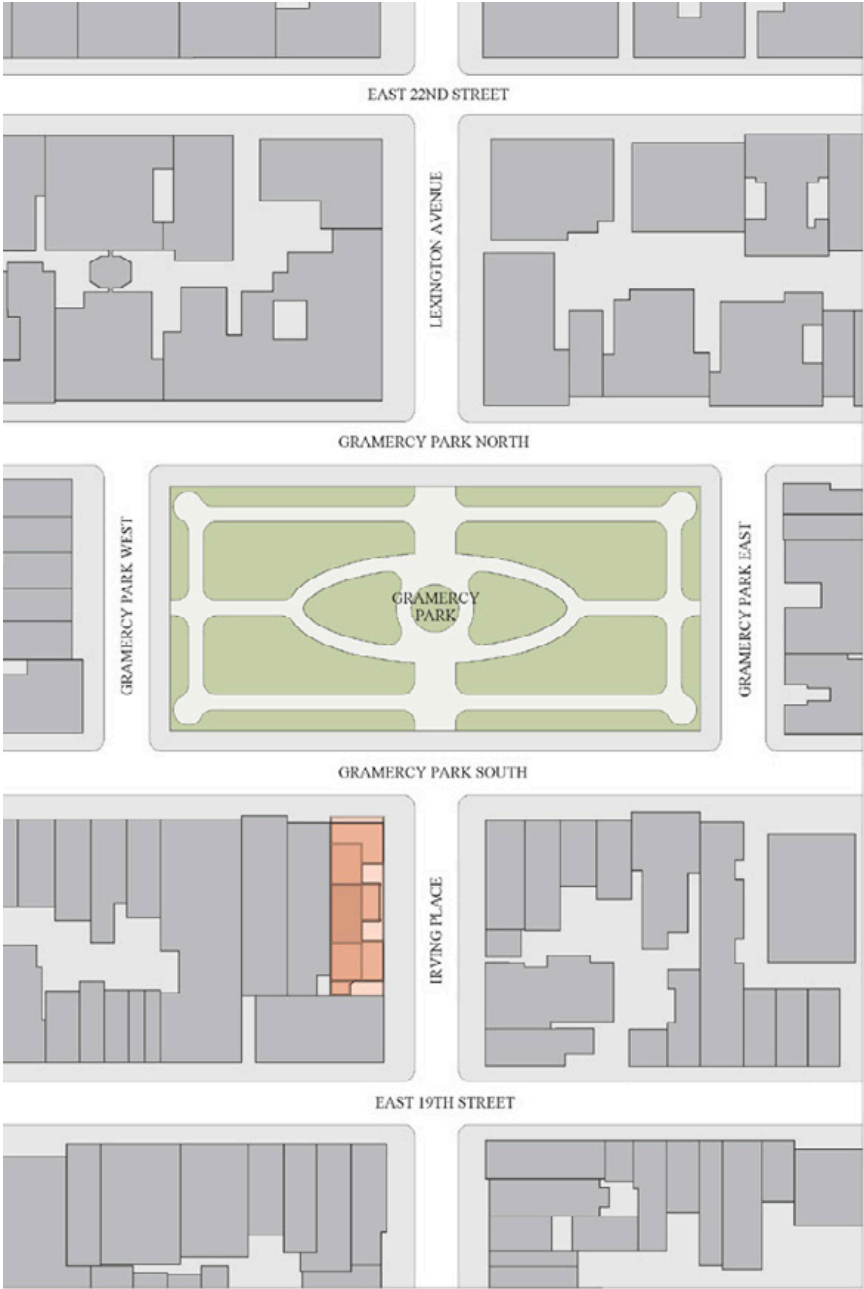 EAST 22ND STREET
LEXINGTON AVENUE
GRAMERCY PARK NORTH
GRAMERCY PARK WEST
GRAMERCY
PARK
GRAMERCY PARK EAST
GRAMERCY PARK SOUTH
IRVING PLACE
EAST 19TH STREET